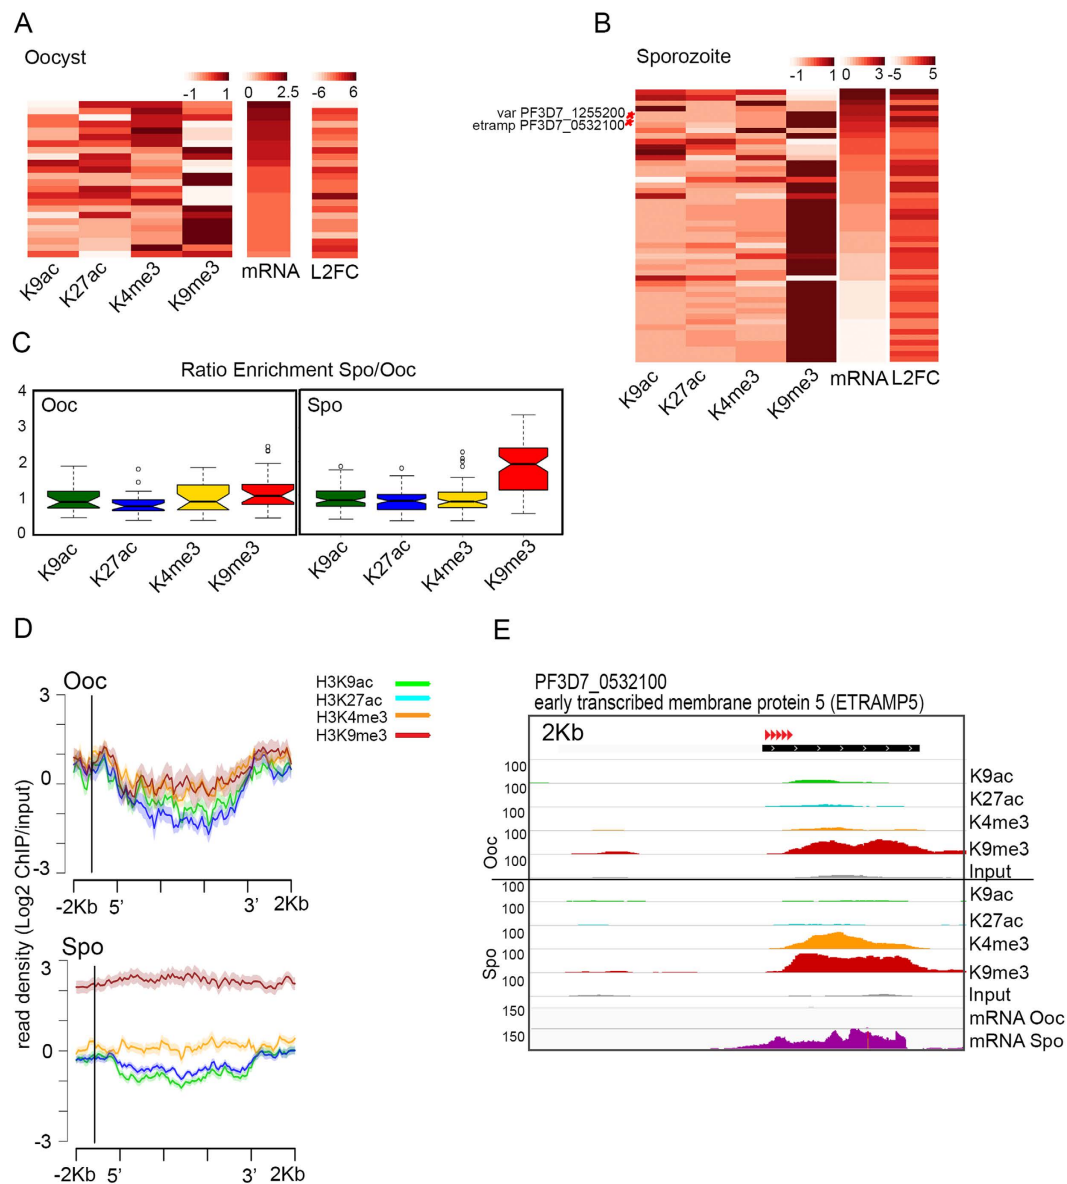 A
Oocyst
-1 1 0 2.5 -6 6
K9ac K27ac K4me3 K9me3 mRNA L2FC
B
Sporozoite
-1 1 0 3 -5 5
var PF3D7_1255200
etramp PF3D7_0532100
K9ac K27ac K4me3 K9me3 mRNA L2FC
C
Ratio Enrichment Spo/Ooc
4
3
2
1
0
Ooc
Spo
K9ac K27ac K4me3 K9me3 K9ac K27ac K4me3 K9me3
D
read density (Log2 ChIP/input)
Ooc
3
0
-3
-2Kb 5' 3' 2Kb
H3K9ac
H3K27ac
H3K4me3
H3K9me3
Spo
3
0
-3
-2Kb 5' 3' 2Kb
E
PF3D7_0532100
early transcribed membrane protein 5 (ETRAMP5)
2Kb
Ooc
100 K9ac
100 K27ac
100 K4me3
100 K9me3
100 Input
Spo
100 K9ac
100 K27ac
100 K4me3
100 K9me3
100 Input
150 mRNA Ooc
150 mRNA Spo